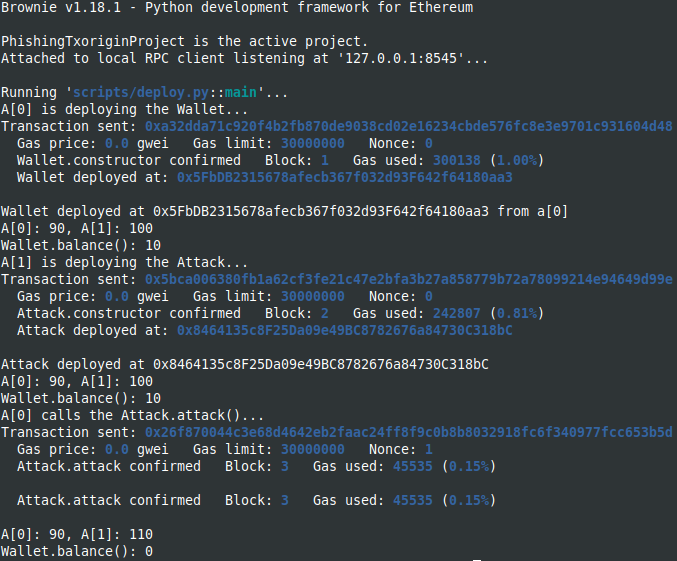 Brownie v1.18.1 - Python development framework for Ethereum
PhishingTxoriginProject is the active project.
Attached to local RPC client listening at '127.0.0.1:8545'...
Running 'scripts/deploy.py::main'...
A[0] is deploying the Wallet...
Transaction sent: 0xa32dda71c920f4b2fb870de9038cd02e16234cbde576fc8e3e9701c931604d48
Gas price: 0.0 gwei   Gas limit: 30000000   Nonce: 0
Wallet.constructor confirmed   Block: 1   Gas used: 300138 (1.00%)
Wallet deployed at: 0x5FbDB2315678afecb367f032d93F642f64180aa3
Wallet deployed at 0x5FbDB2315678afecb367f032d93F642f64180aa3 from a[0]
A[0]: 90, A[1]: 100
Wallet.balance(): 10
A[1] is deploying the Attack...
Transaction sent: 0x5bca006380fb1a62cf3fe21c47e2bfa3b27a858779b72a78099214e94649d99e
Gas price: 0.0 gwei   Gas limit: 30000000   Nonce: 0
Attack.constructor confirmed   Block: 2   Gas used: 242807 (0.81%)
Attack deployed at: 0x8464135c8F25Da09e49BC8782676a84730C318bC
Attack deployed at 0x8464135c8F25Da09e49BC8782676a84730C318bC
A[0]: 90, A[1]: 100
Wallet.balance(): 10
A[0] calls the Attack.attack()...
Transaction sent: 0x26f870044c3e68d4642eb2faac24ff8f9c0b8b8032918fc6f340977fcc653b5d
Gas price: 0.0 gwei   Gas limit: 30000000   Nonce: 1
Attack.attack confirmed   Block: 3   Gas used: 45535 (0.15%)
Attack.attack confirmed   Block: 3   Gas used: 45535 (0.15%)
A[0]: 90, A[1]: 110
Wallet.balance(): 0